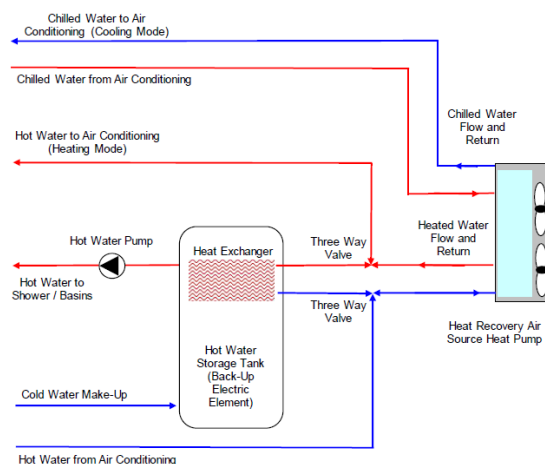 Chilled Water to Air
Conditioning (Cooling Mode)
Chilled Water from Air Conditioning
Chilled Water
Flow and
Return
Hot Water to Air Conditioning
(Heating Mode)
Hot Water Pump
Heat Exchanger
Three Way
Valve
Heated Water
Flow and
Return
Hot Water to
Shower / Basins
Three Way
Valve
Heat Recovery Air
Source Heat Pump
Hot Water
Storage Tank
(Back-Up
Electric
Element)
Cold Water Make-Up
Hot Water from Air Conditioning